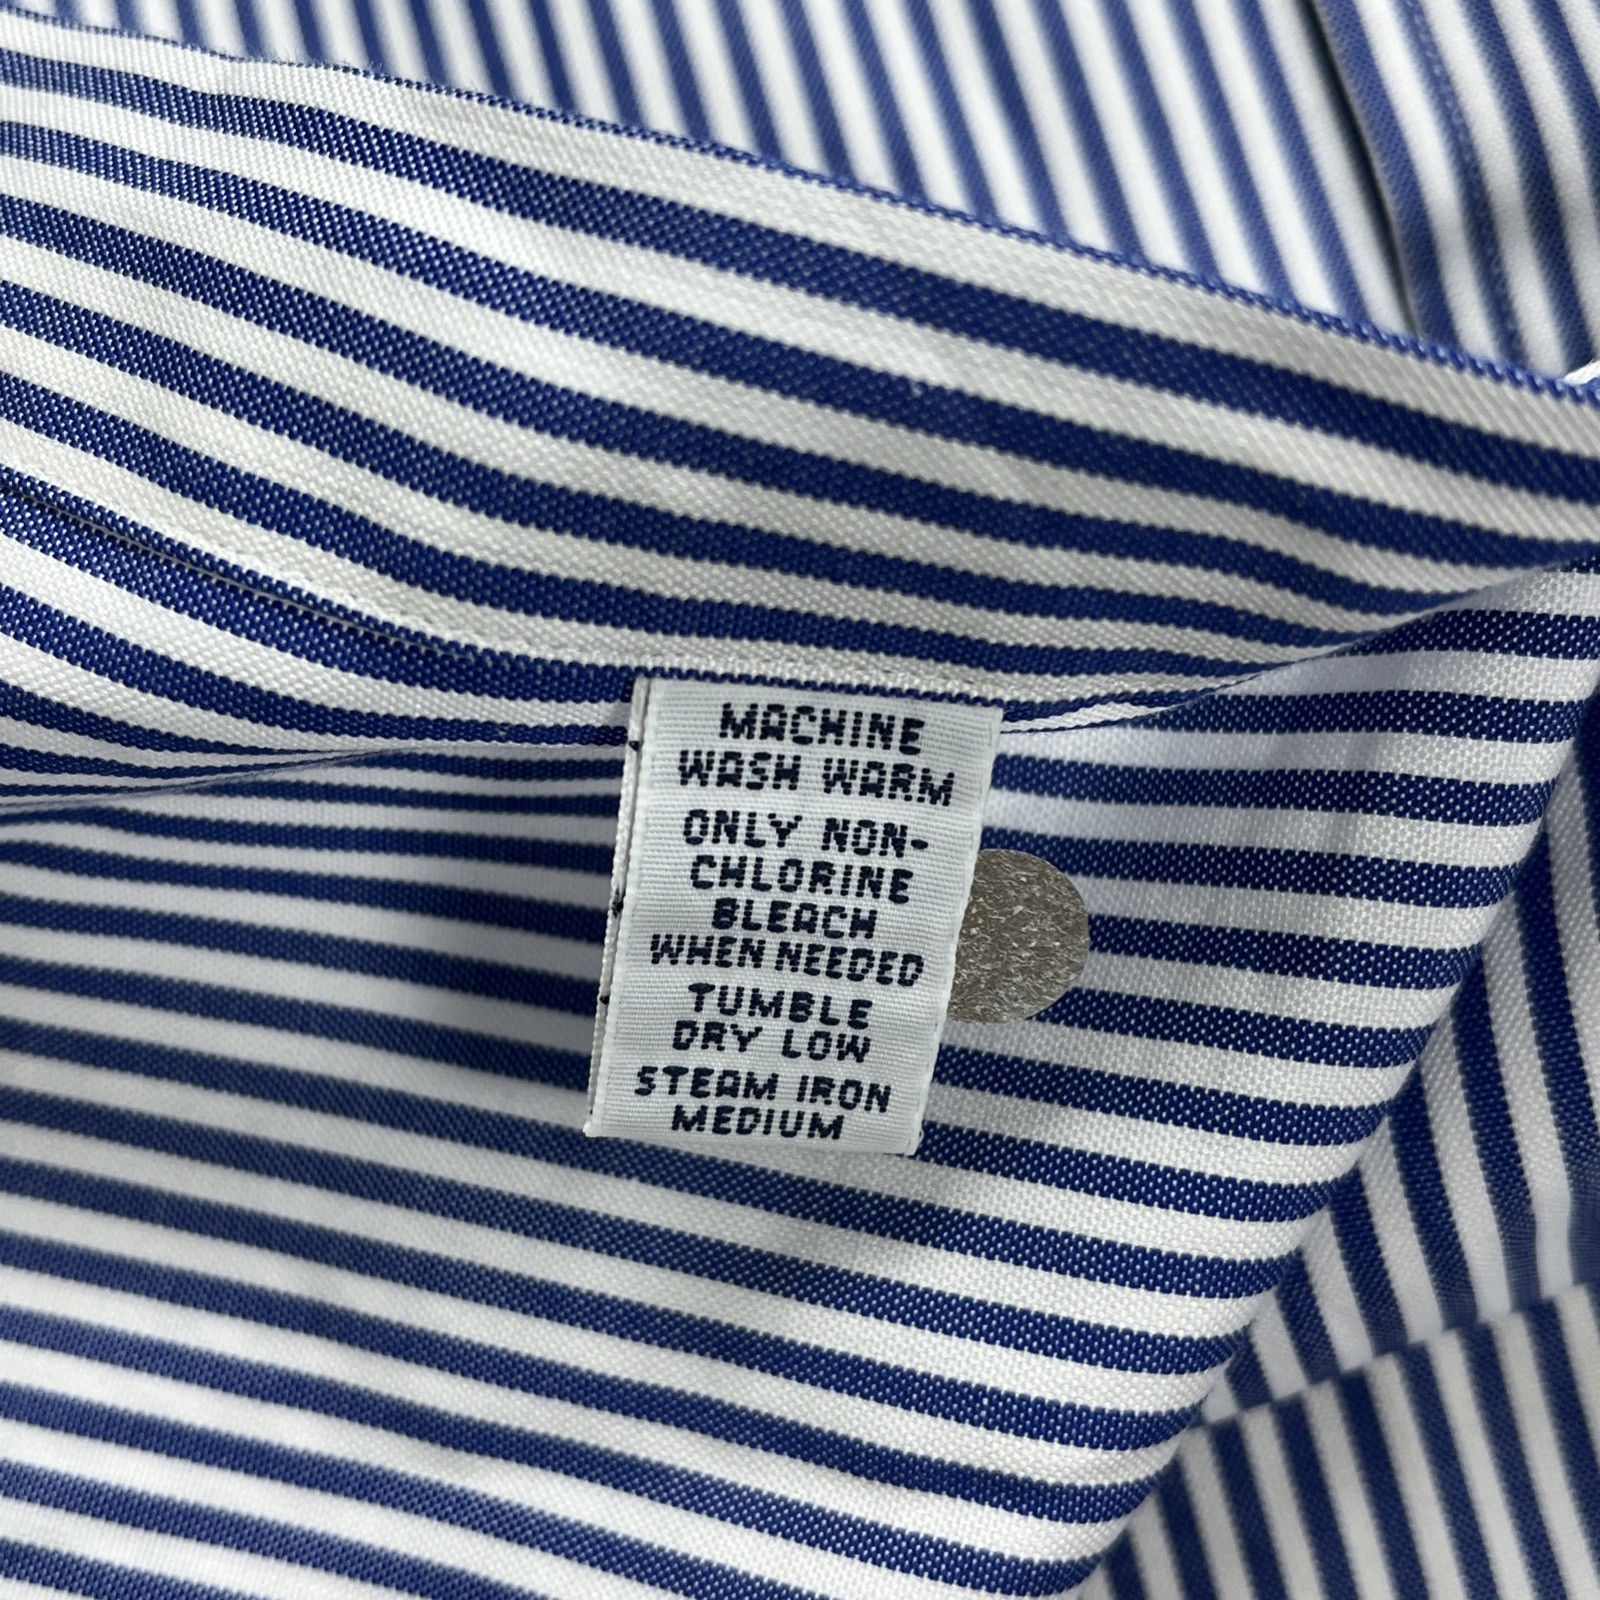 MACHINE
WASH WARM
ONLY NON-
CHLORINE
BLEACH
WHEN NEEDED
TUMBLE
DRY LOW
STEAM IRON
MEDIUM